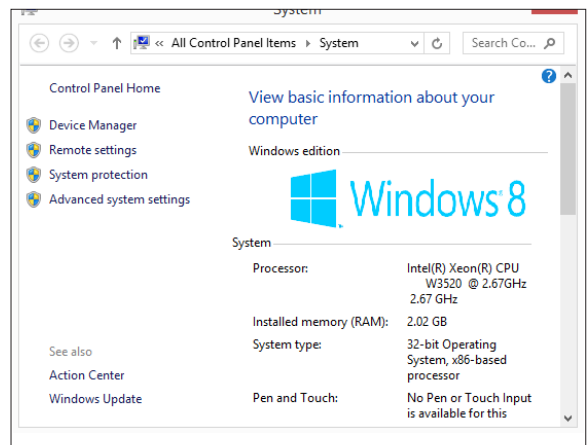 System
« All Control Panel Items System Search Co...
Control Panel Home
Device Manager
Remote settings
System protection
Advanced system settings
See also
Action Center
Windows Update
?
View basic information about your
computer
Windows edition
Windows 8
System
Processor:
Intel(R) Xeon(R) CPU
W3520 @ 2.67GHz
2.67 GHz
Installed memory (RAM): 2.02 GB
System type:
32-bit Operating
System, x86-based
processor
Pen and Touch:
No Pen or Touch Input
is available for this